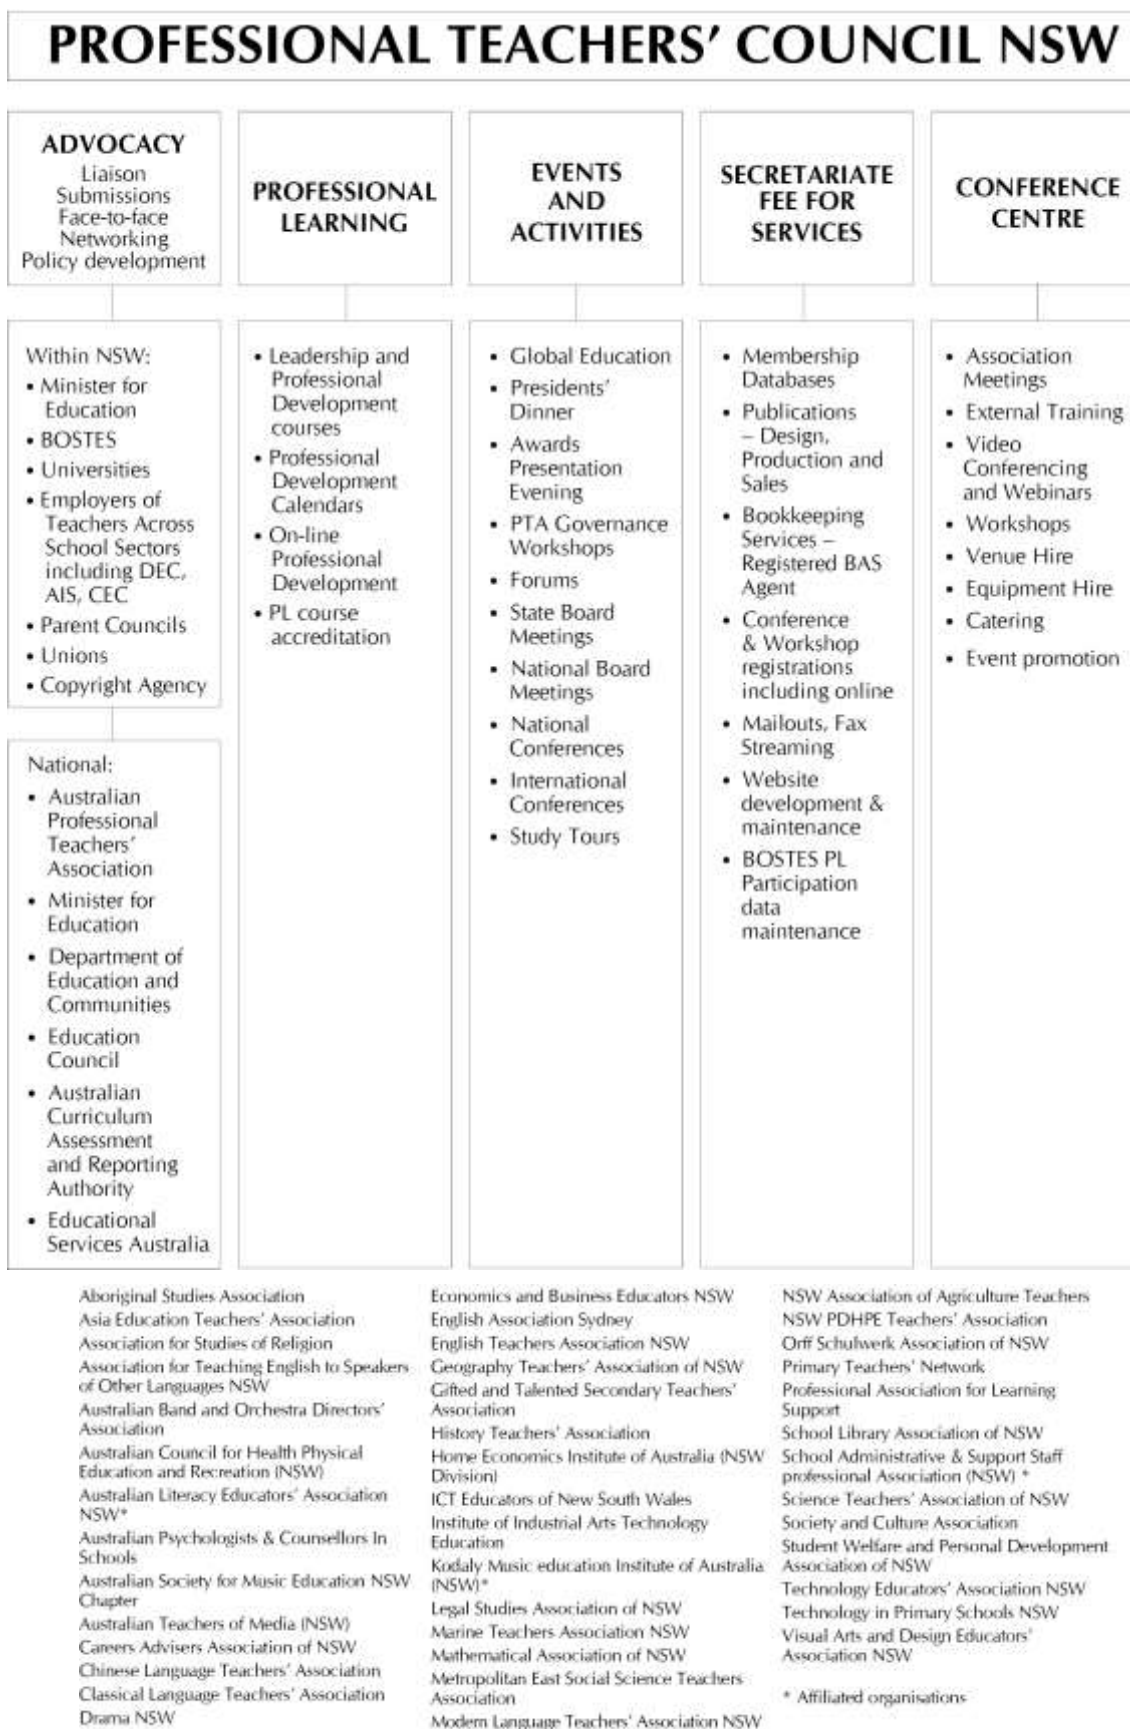 PROFESSIONAL TEACHERS’ COUNCIL NSW
ADVOCACY
Liaison
Submissions
Face-to-face
Networking
Policy development
PROFESSIONAL
LEARNING
EVENTS
AND
ACTIVITIES
SECRETARIATE
FEE FOR
SERVICES
CONFERENCE
CENTRE
Within NSW:
• Minister for
Education
• BOSTES
• Universities
• Employers of
Teachers Across
School Sectors
including DEC,
AIS, CEC
• Parent Councils
• Unions
• Copyright Agency
National:
• Australian
Professional
Teachers’
Association
• Minister for
Education
• Department of
Education and
Communities
• Education
Council
• Australian
Curriculum
Assessment
and Reporting
Authority
• Educational
Services Australia
• Leadership and
Professional
Development
courses
• Professional
Development
Calendars
• On-line
Professional
Development
• PL course
accreditation
• Global Education
• Presidents’
Dinner
• Awards
Presentation
Evening
• PTA Governance
Workshops
• Forums
• State Board
Meetings
• National Board
Meetings
• National
Conferences
• International
Conferences
• Study Tours
• Membership
Databases
• Publications
– Design,
Production and
Sales
• Bookkeeping
Services –
Registered BAS
Agent
• Conference
& Workshop
registrations
including online
• Mailouts, Fax
Streaming
• Website
development &
maintenance
• BOSTES PL
Participation
data
maintenance
• Association
Meetings
• External Training
• Video
Conferencing
and Webinars
• Workshops
• Venue Hire
• Equipment Hire
• Catering
• Event promotion
Aboriginal Studies Association
Asia Education Teachers’ Association
Association for Studies of Religion
Association for Teaching English to Speakers
of Other Languages NSW
Australian Band and Orchestra Directors’
Association
Australian Council for Health Physical
Education and Recreation (NSW)
Australian Literacy Educators’ Association
NSW*
Australian Psychologists & Counsellors In
Schools
Australian Society for Music Education NSW
Chapter
Australian Teachers of Media (NSW)
Careers Advisers Association of NSW
Chinese Language Teachers’ Association
Classical Language Teachers’ Association
Drama NSW
Economics and Business Educators NSW
English Association Sydney
English Teachers Association NSW
Geography Teachers’ Association of NSW
Gifted and Talented Secondary Teachers’
Association
History Teachers’ Association
Home Economics Institute of Australia (NSW
Division)
ICT Educators of New South Wales
Institute of Industrial Arts Technology
Education
Kodaly Music education Institute of Australia
(NSW)*
Legal Studies Association of NSW
Marine Teachers Association NSW
Mathematical Association of NSW
Metropolitan East Social Science Teachers
Association
Modern Language Teachers’ Association NSW
NSW Association of Agriculture Teachers
NSW PDHPE Teachers’ Association
Orff Schulwerk Association of NSW
Primary Teachers’ Network
Professional Association for Learning
Support
School Library Association of NSW
School Administrative & Support Staff
professional Association (NSW) *
Science Teachers’ Association of NSW
Society and Culture Association
Student Welfare and Personal Development
Association of NSW
Technology Educators’ Association NSW
Technology in Primary Schools NSW
Visual Arts and Design Educators’
Association NSW
* Affiliated organisations